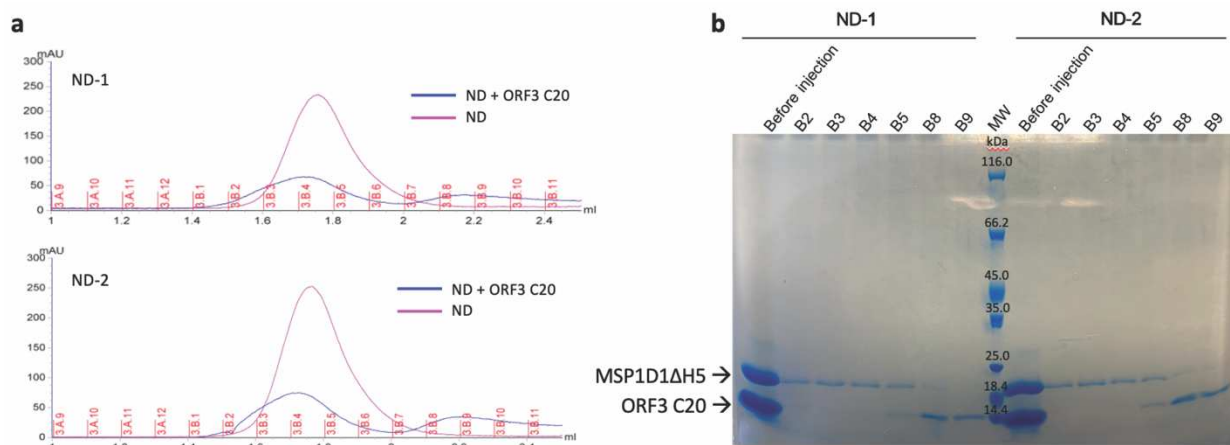 a
mAU
300
250
200
150
100
50
0
ND-1
ND + ORF3 C20
ND
3.A.9
3.A.10
3.A.11
3.A.12
3.B.1
3.B.2
3.B.3
3.B.4
3.B.5
3.B.6
3.B.7
3.B.8
3.B.9
3.B.10
3.B.11
1
1.2
1.4
1.6
1.8
2
2.2
2.4
ml
mAU
300
250
200
150
100
50
0
ND-2
ND + ORF3 C20
ND
3.A.9
3.A.10
3.A.11
3.A.12
3.B.1
3.B.2
3.B.3
3.B.4
3.B.5
3.B.6
3.B.7
3.B.8
3.B.9
3.B.10
3.B.11
1
1.2
1.4
ml
b
ND-1 ND-2
Before injection B2 B3 B4 B5 B8 B9 MW Before injection B2 B3 B4 B5 B8 B9
kDa
116.0
66.2
45.0
35.0
25.0
18.4
14.4
MSP1D1ΔH5 →
ORF3 C20 →